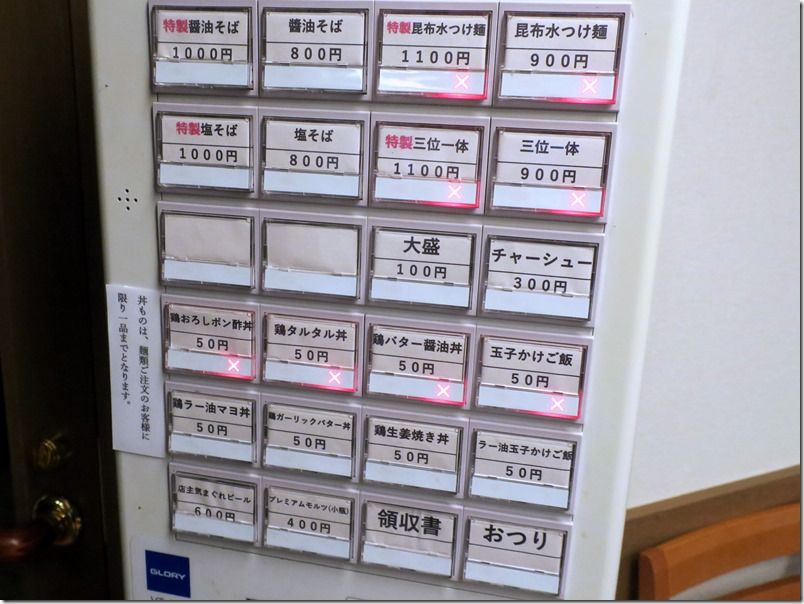 特製醤油そば
1000円
醬油そば
800円
特製昆布水つけ麺
1100円
×
昆布水つけ麺
900円
×
特製塩そば
1000円
塩そば
800円
特製三位一体
1100円
×
三位一体
900円
×
大盛
100円
チャーシュー
300円
丼ものは、麺類ご注文のお客様に
限り一品までとなります。
鶏おろしポン酢丼
50円
×
鶏タルタル丼
50円
×
鶏バター醤油丼
50円
×
玉子かけご飯
50円
×
鶏ラー油マヨ丼
50円
鶏ガーリックバター丼
50円
鶏生姜焼き丼
50円
ラー油玉子かけご飯
50円
店主気まぐれビール
600円
プレミアムモルツ(小瓶)
400円
領収書
おつり
GLORY